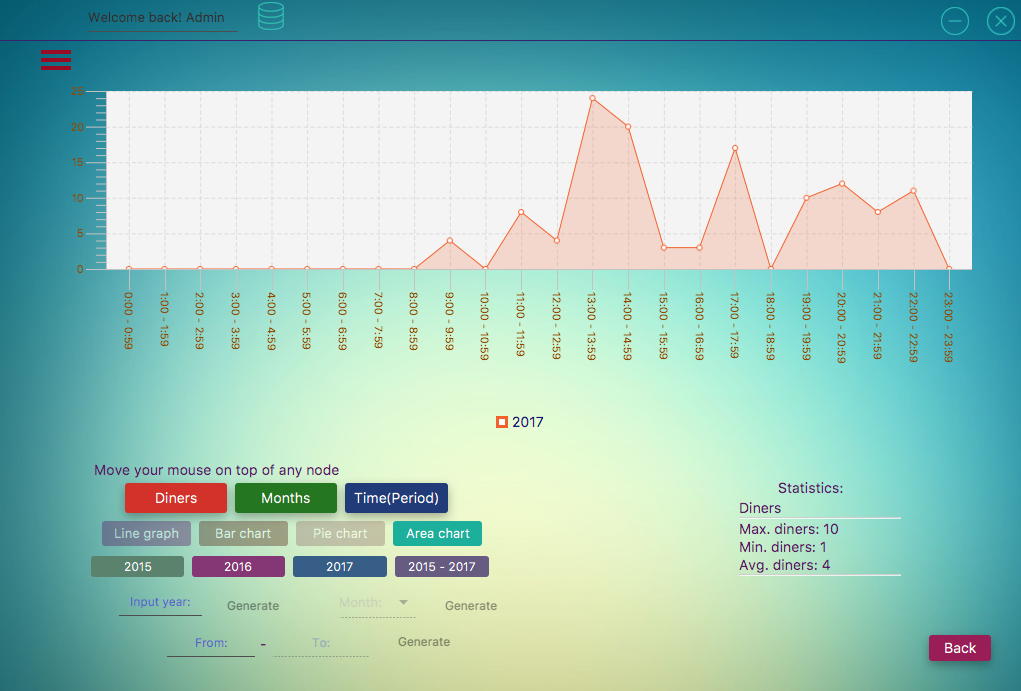 Welcome back! Admin
25
20
15
10
5
0
0:00 - 0:59
1:00 - 1:59
2:00 - 2:59
3:00 - 3:59
4:00 - 4:59
5:00 - 5:59
6:00 - 6:59
7:00 - 7:59
8:00 - 8:59
9:00 - 9:59
10:00 - 10:59
11:00 - 11:59
12:00 - 12:59
13:00 - 13:59
14:00 - 14:59
15:00 - 15:59
16:00 - 16:59
17:00 - 17:59
18:00 - 18:59
19:00 - 19:59
20:00 - 20:59
21:00 - 21:59
22:00 - 22:59
23:00 - 23:59
2017
Move your mouse on top of any node
Diners Months Time(Period)
Line graph Bar chart Pie chart Area chart
2015 2016 2017 2015 - 2017
Input year: Generate Month: Generate
From: - To: Generate
Statistics:
Diners
Max. diners: 10
Min. diners: 1
Avg. diners: 4
Back